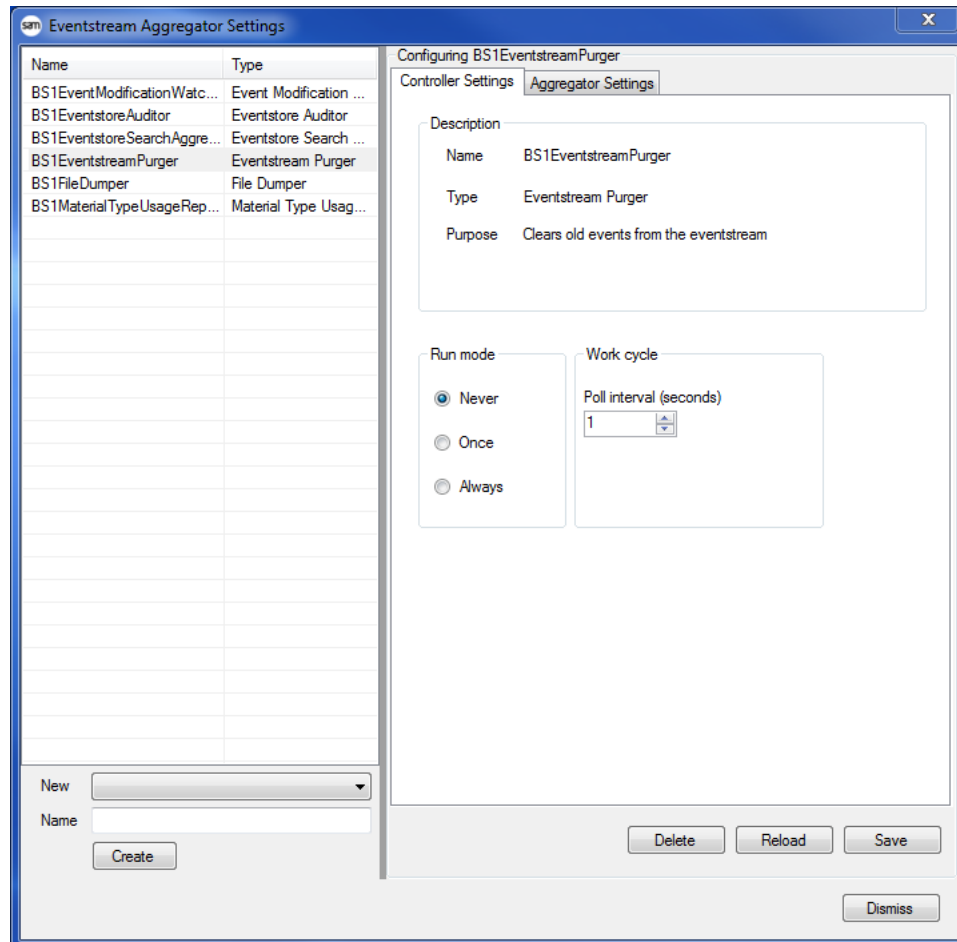 sam Eventstream Aggregator Settings
X
Name Type
BS1EventModificationWatc... Event Modification ...
BS1EventstoreAuditor Eventstore Auditor
BS1EventstoreSearchAggre... Eventstore Search ...
BS1EventstreamPurger Eventstream Purger
BS1FileDumper File Dumper
BS1MaterialTypeUsageRep... Material Type Usag...
New
Name
Create
Configuring BS1EventstreamPurger
Controller Settings Aggregator Settings
Description
Name BS1EventstreamPurger
Type Eventstream Purger
Purpose Clears old events from the eventstream
Run mode
Never
Once
Always
Work cycle
Poll interval (seconds)
1
Delete Reload Save
Dismiss